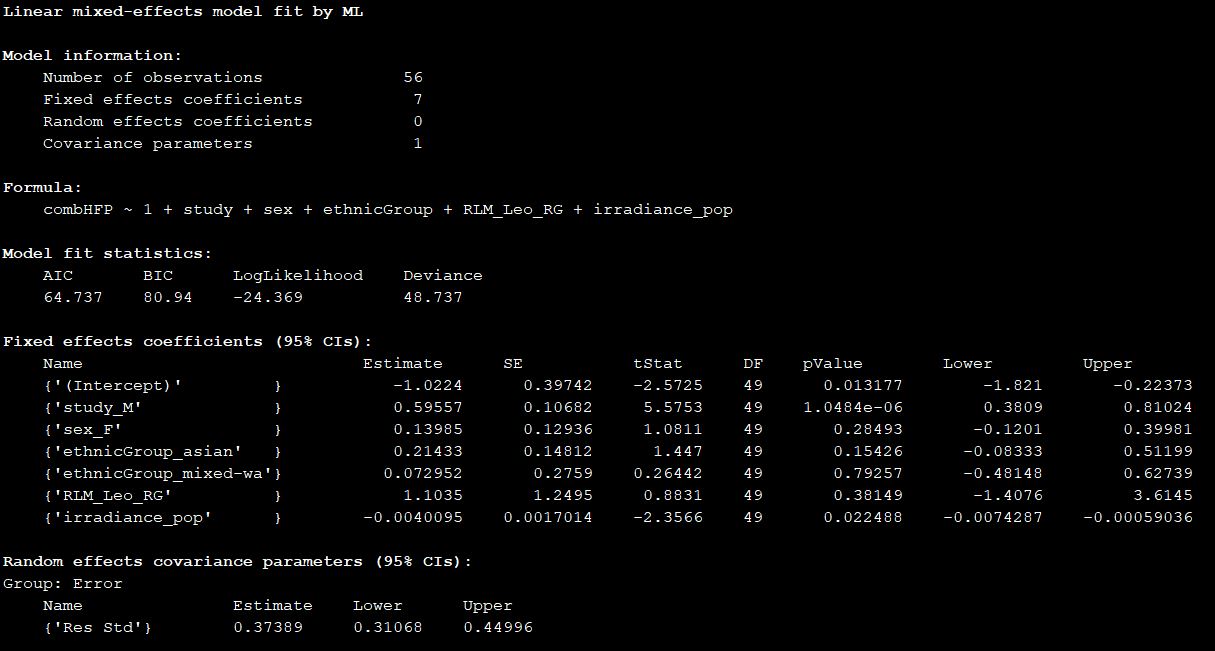 Linear mixed-effects model fit by ML
Model information:
Number of observations 56
Fixed effects coefficients 7
Random effects coefficients 0
Covariance parameters 1
Formula:
combHFP ~ 1 + study + sex + ethnicGroup + RLM_Leo_RG + irradiance_pop
Model fit statistics:
AIC BIC LogLikelihood Deviance
64.737 80.94 -24.369 48.737
Fixed effects coefficients (95% CIs):
Name Estimate SE tStat DF pValue Lower Upper
{'(Intercept)' } -1.0224 0.39742 -2.5725 49 0.013177 -1.821 -0.22373
{'study_M' } 0.59557 0.10682 5.5753 49 1.0484e-06 0.3809 0.81024
{'sex_F' } 0.13985 0.12936 1.0811 49 0.28493 -0.1201 0.39981
{'ethnicGroup_asian' } 0.21433 0.14812 1.447 49 0.15426 -0.08333 0.51199
{'ethnicGroup_mixed-wa'} 0.072952 0.2759 0.26442 49 0.79257 -0.48148 0.62739
{'RLM_Leo_RG' } 1.1035 1.2495 0.8831 49 0.38149 -1.4076 3.6145
{'irradiance_pop' } -0.0040095 0.0017014 -2.3566 49 0.022488 -0.0074287 -0.00059036
Random effects covariance parameters (95% CIs):
Group: Error
Name Estimate Lower Upper
{'Res Std'} 0.37389 0.31068 0.44996